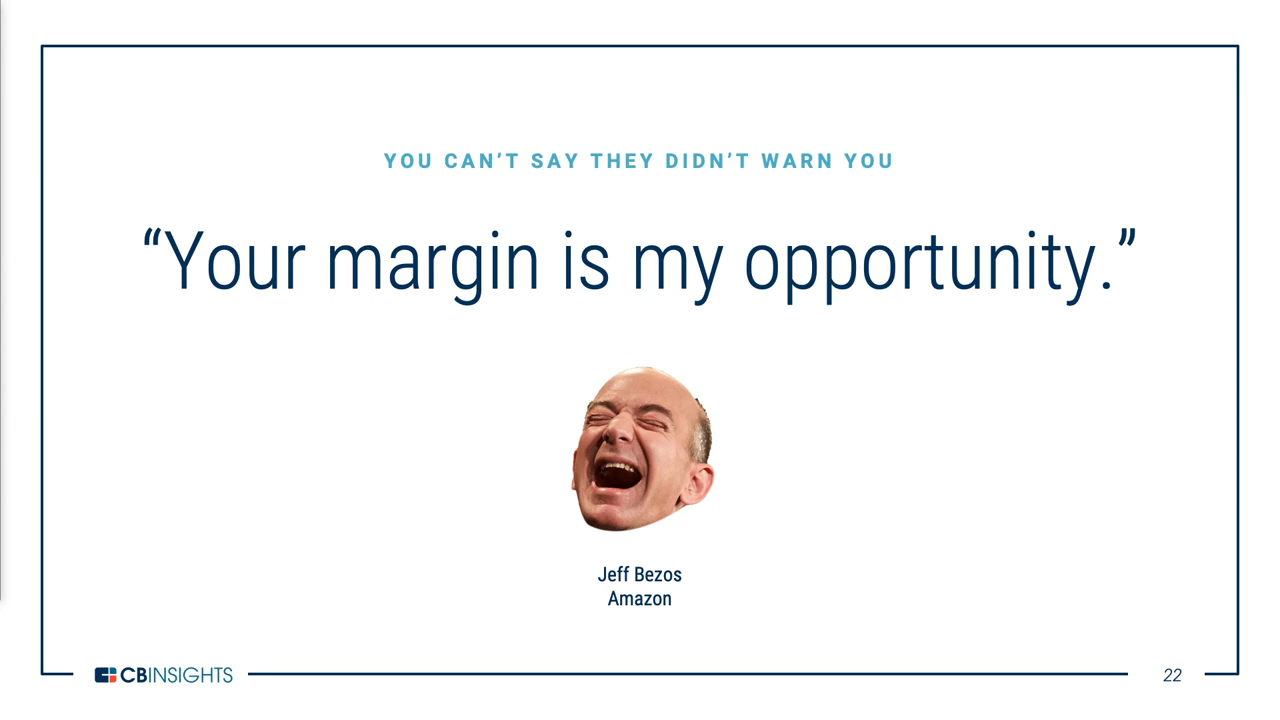 YOU CAN’T SAY THEY DIDN’T WARN YOU
“Your margin is my opportunity.”
Jeff Bezos
Amazon
CBINSIGHTS
22